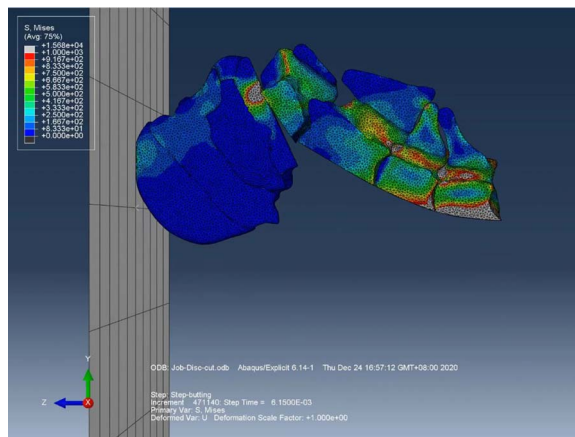 S, Mises
(Avg: 75%)
+1.568e+04
+1.000e+03
+9.167e+02
+8.333e+02
+7.500e+02
+6.667e+02
+5.833e+02
+5.000e+02
+4.167e+02
+3.333e+02
+2.500e+02
+1.667e+02
+8.333e+01
+0.000e+00
ODB: Job-Disc-cut.odb Abaqus/Explicit 6.14-1 Thu Dec 24 16:57:12 GMT+08:00 2020
Y
Z
X
Step: Step-butting
Increment 471140: Step Time = 6.1500E-03
Primary Var: S, Mises
Deformed Var: U Deformation Scale Factor: +1.000e+00